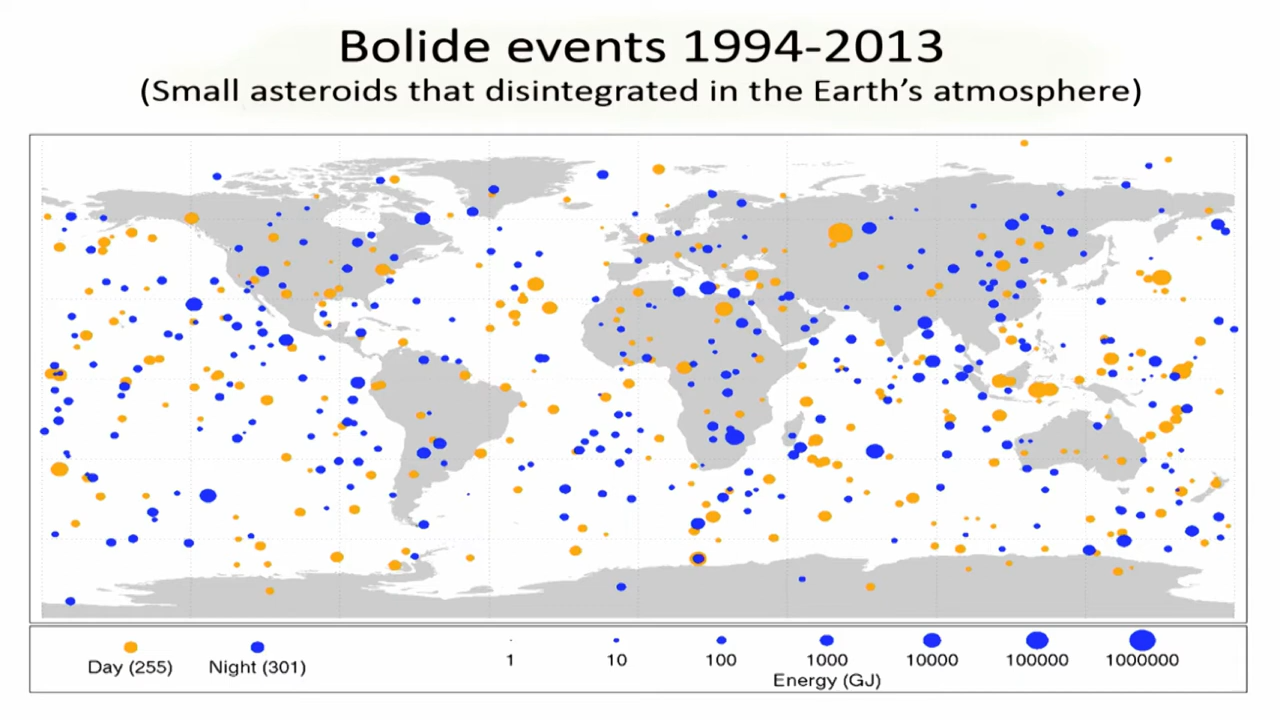 Bolide events 1994-2013
(Small asteroids that disintegrated in the Earth's atmosphere)
Day (255) Night (301) 1 10 100 1000 10000 100000 1000000
Energy (GJ)